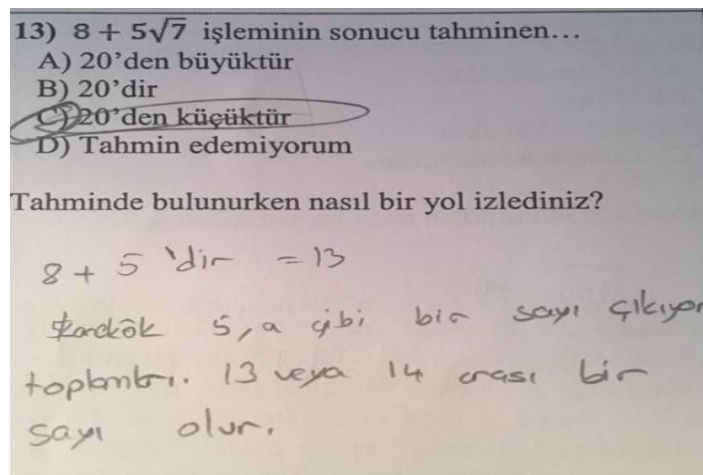 13) 8 + 5√7 işleminin sonucu tahminen...
A) 20'den büyüktür
B) 20'dir
C) 20'den küçüktür
D) Tahmin edemiyorum
Tahminde bulunurken nasıl bir yol izlediniz?
8 + 5 'dir = 13
Karekök 5,a gibi bir sayı çıkıyor
toplamları. 13 veya 14 arası bir
sayı olur.